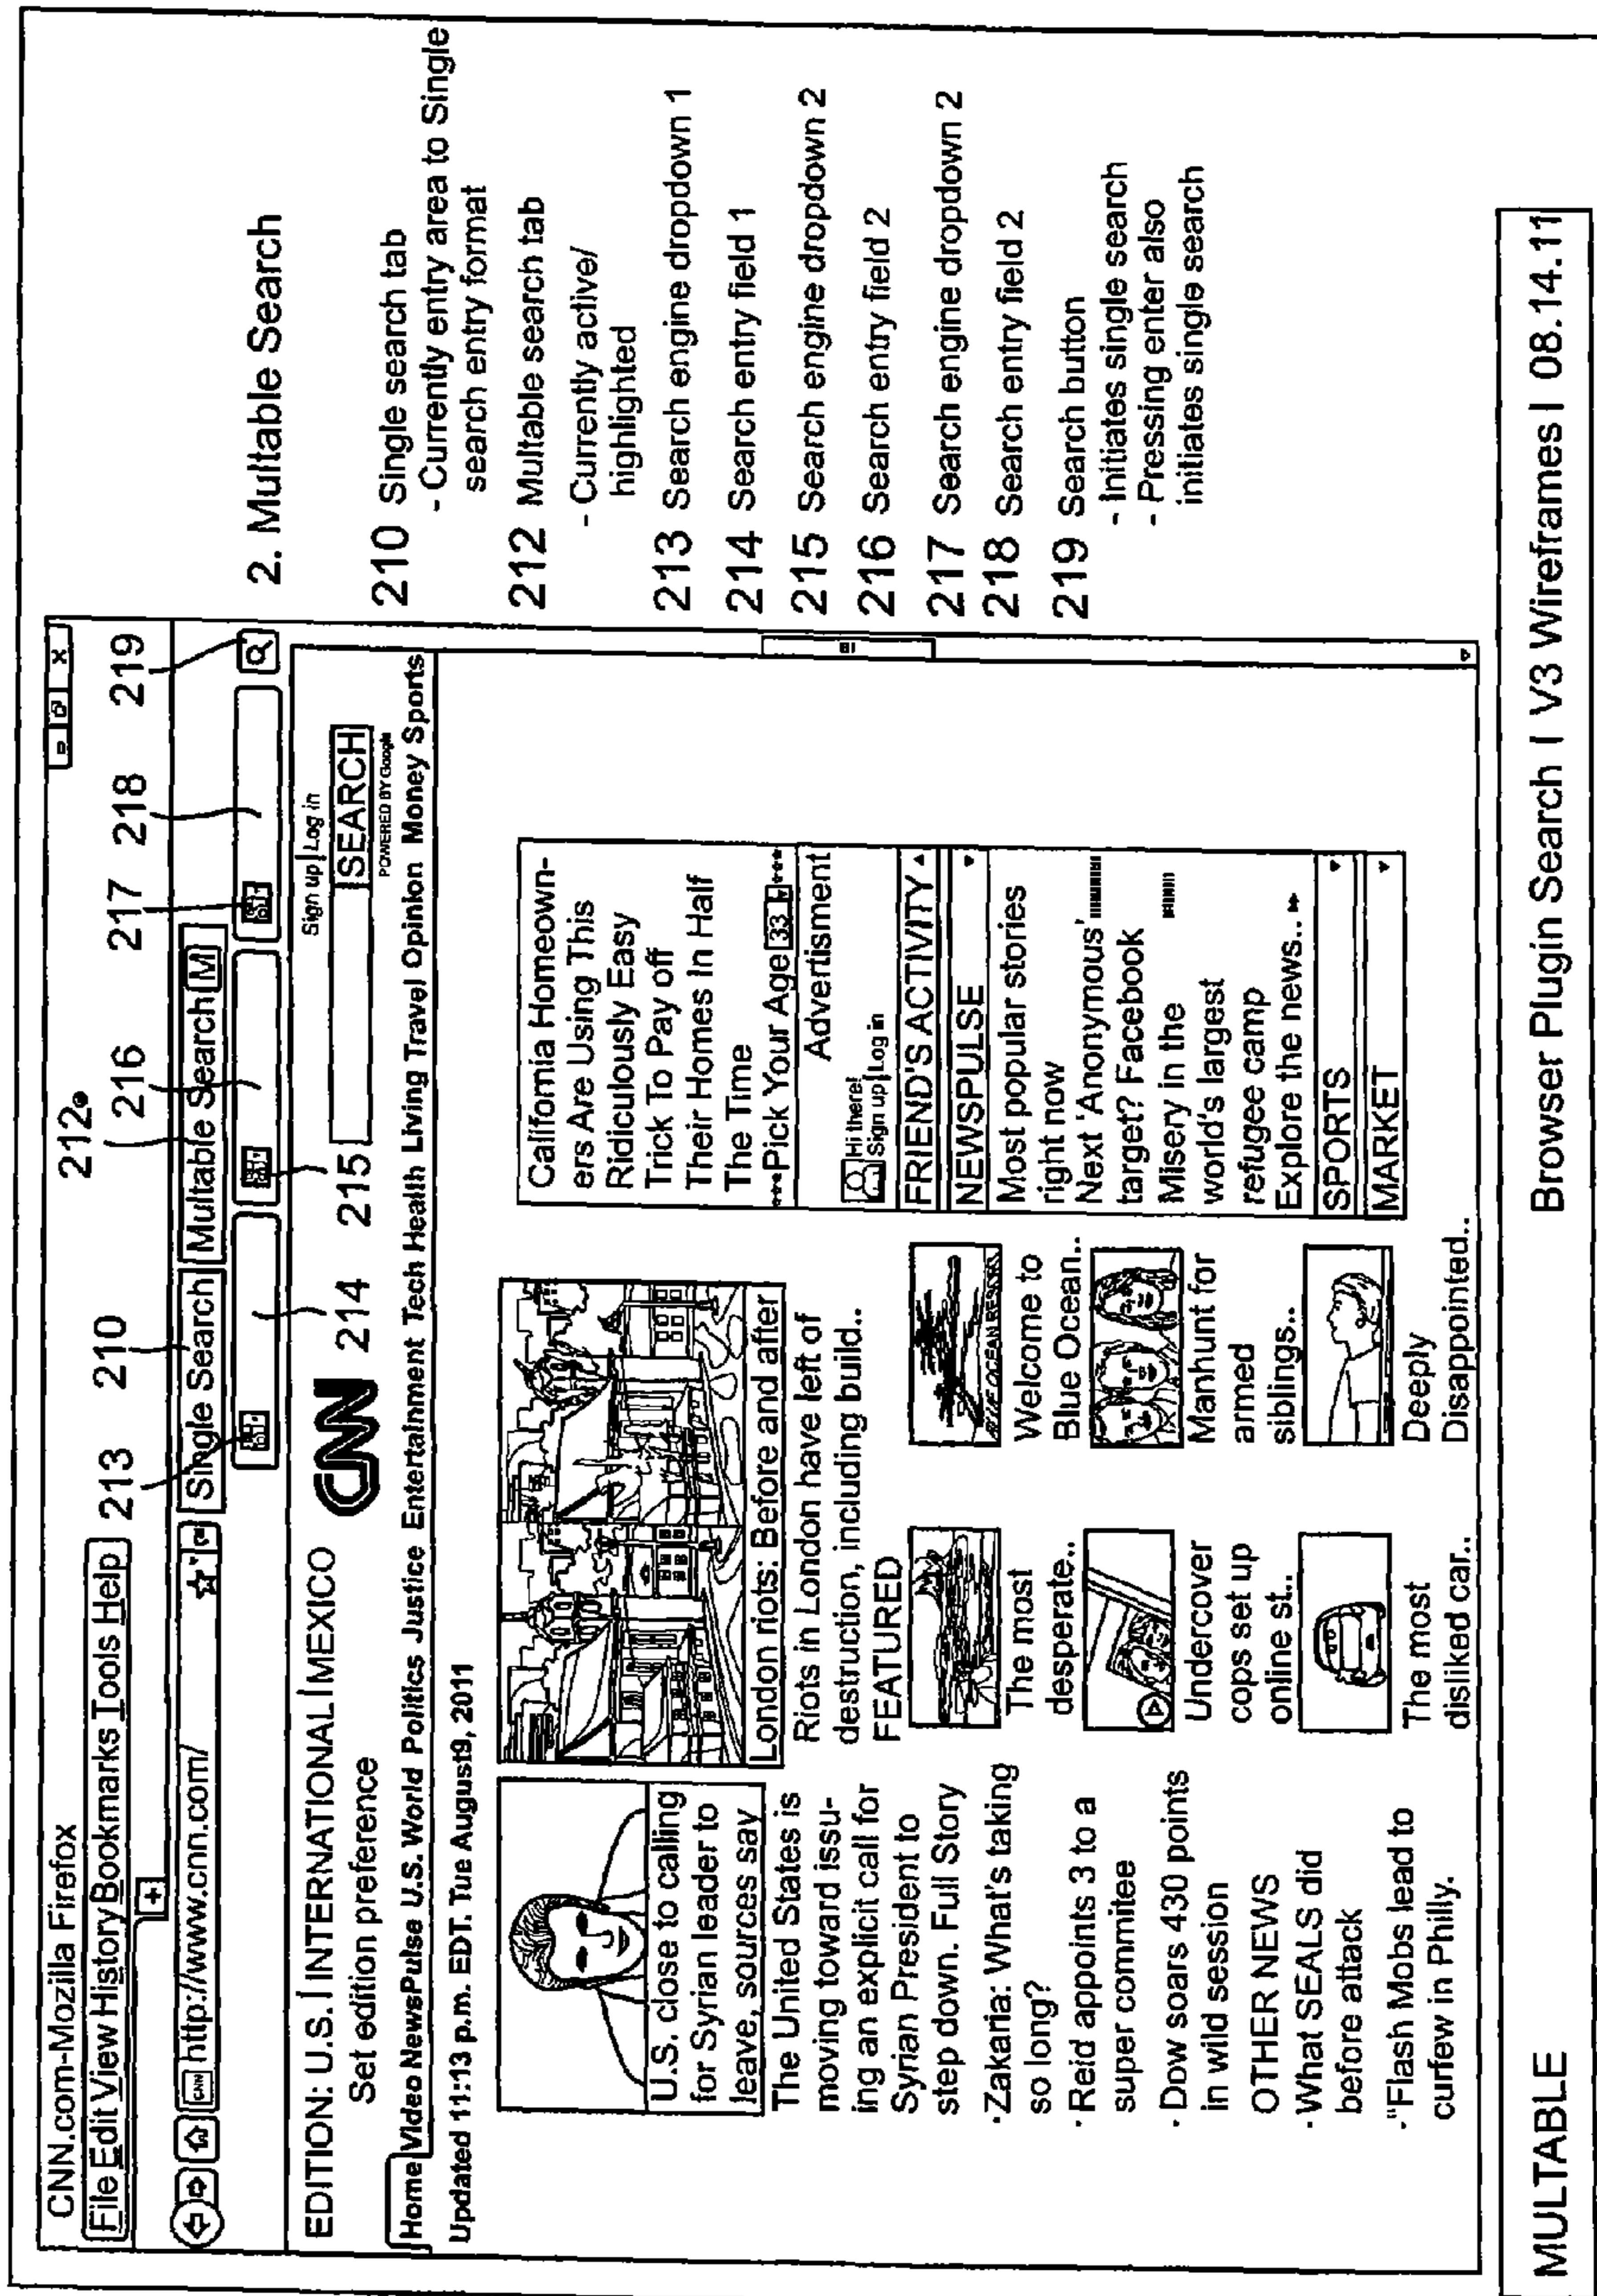 CNN.com-Mozilla Firefox
File Edit View History Bookmarks Tools Help
+
CNN http://www.cnn.com/
213
210
212
216
217
218
219
Single Search
Multable Search M
EDITION: U.S. | INTERNATIONAL | MEXICO
Set edition preference
CNN
214
215
Sign up | Log in
SEARCH
POWERED BY Google
Home Video NewsPulse U.S. World Politics Justice Entertainment Tech Health Living Travel Opinion Money Sports
Updated 11:13 p.m. EDT. Tue August9, 2011
U.S. close to calling
for Syrian leader to
leave, sources say
The United States is
moving toward issu-
ing an explicit call for
Syrian President to
step down. Full Story
·Zakaria: What's taking
so long?
· Reid appoints 3 to a
super commitee
· Dow soars 430 points
in wild session
OTHER NEWS
· What SEALS did
before attack
·"Flash Mobs lead to
curfew in Philly.
London riots: Before and after
Riots in London have left of
destruction, including build..
FEATURED
The most
desperate..
Undercover
cops set up
online st..
The most
disliked car..
BLUE OCEAN
Welcome to
Blue Ocean..
Manhunt for
armed
siblings..
Deeply
Disappointed..
California Homeown-
ers Are Using This
Ridiculously Easy
Trick To Pay off
Their Homes In Half
The Time
***Pick Your Age 33 ***
Advertisment
Hi there!
Sign up | Log in
FRIEND'S ACTIVITY
NEWSPULSE
Most popular stories
right now
Next 'Anonymous'
target? Facebook
Misery in the
world's largest
refugee camp
Explore the news..
SPORTS
MARKET
2. Multable Search
210 Single search tab
- Currently entry area to Single
search entry format
212 Multable search tab
- Currently active/
highlighted
213 Search engine dropdown 1
214 Search entry field 1
215 Search engine dropdown 2
216 Search entry field 2
217 Search engine dropdown 2
218 Search entry field 2
219 Search button
- Initiates single search
- Pressing enter also
initiates single search
MULTABLE
Browser Plugin Search | V3 Wireframes | 08.14.11